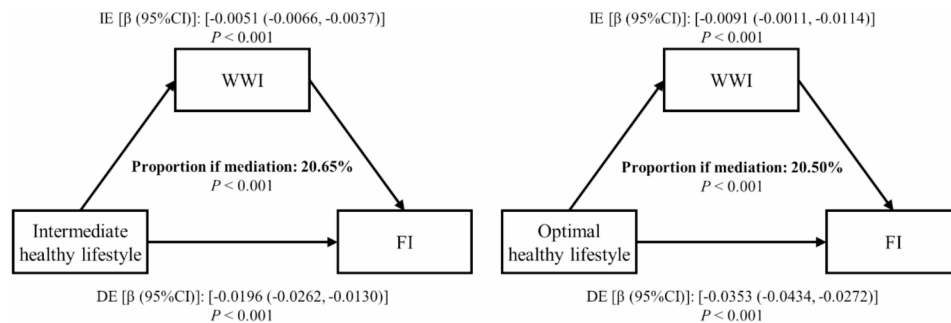 IE [β (95%CI)]: [-0.0051 (-0.0066, -0.0037)]
P < 0.001
WWI
Proportion if mediation: 20.65%
P < 0.001
Intermediate
healthy lifestyle
FI
DE [β (95%CI)]: [-0.0196 (-0.0262, -0.0130)]
P < 0.001
IE [β (95%CI)]: [-0.0091 (-0.0011, -0.0114)]
P < 0.001
WWI
Proportion if mediation: 20.50%
P < 0.001
Optimal
healthy lifestyle
FI
DE [β (95%CI)]: [-0.0353 (-0.0434, -0.0272)]
P < 0.001